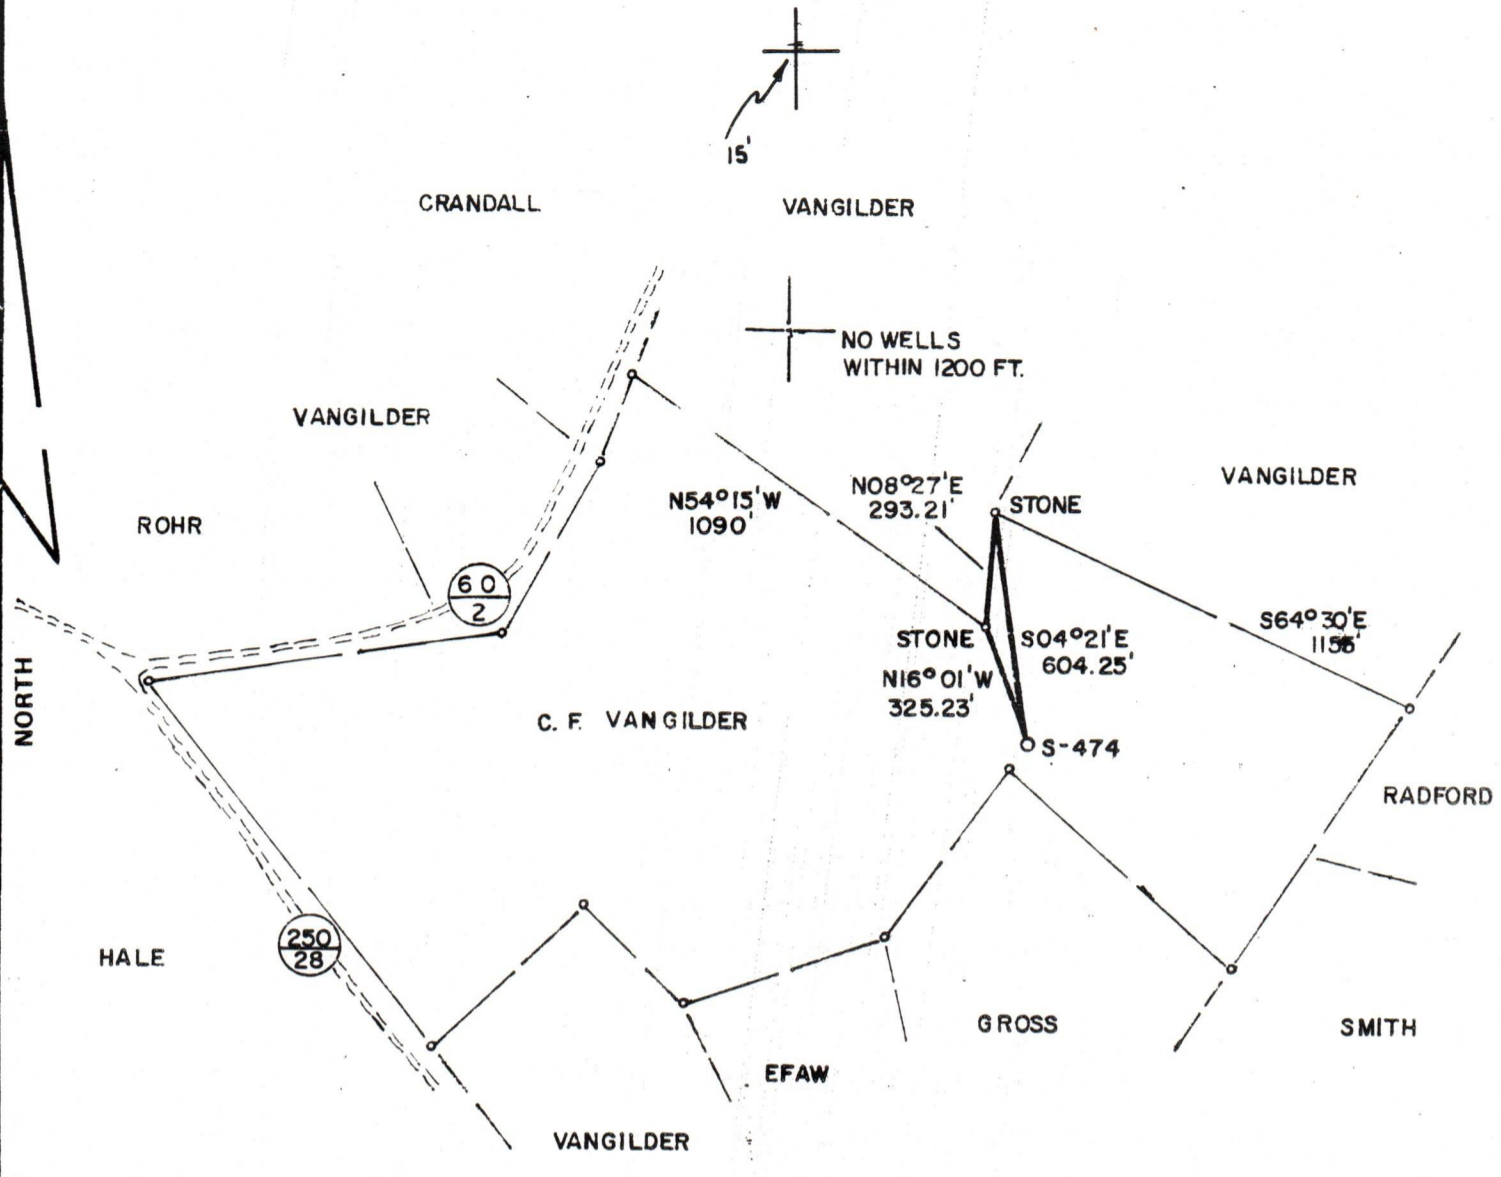 15'
CRANDALL
VANGILDER
NO WELLS
WITHIN 1200 FT.
VANGILDER
VANGILDER
N08°27'E
293.21'
N54°15'W
1090'
STONE
ROHR
60
2
S64°30'E
STONE
S04°21'E
604.25'
N16°01'W
325.23'
NORTH
C. F. VANGILDER
S-474
RADFORD
250
28
HALE
GROSS
SMITH
EFAW
VANGILDER